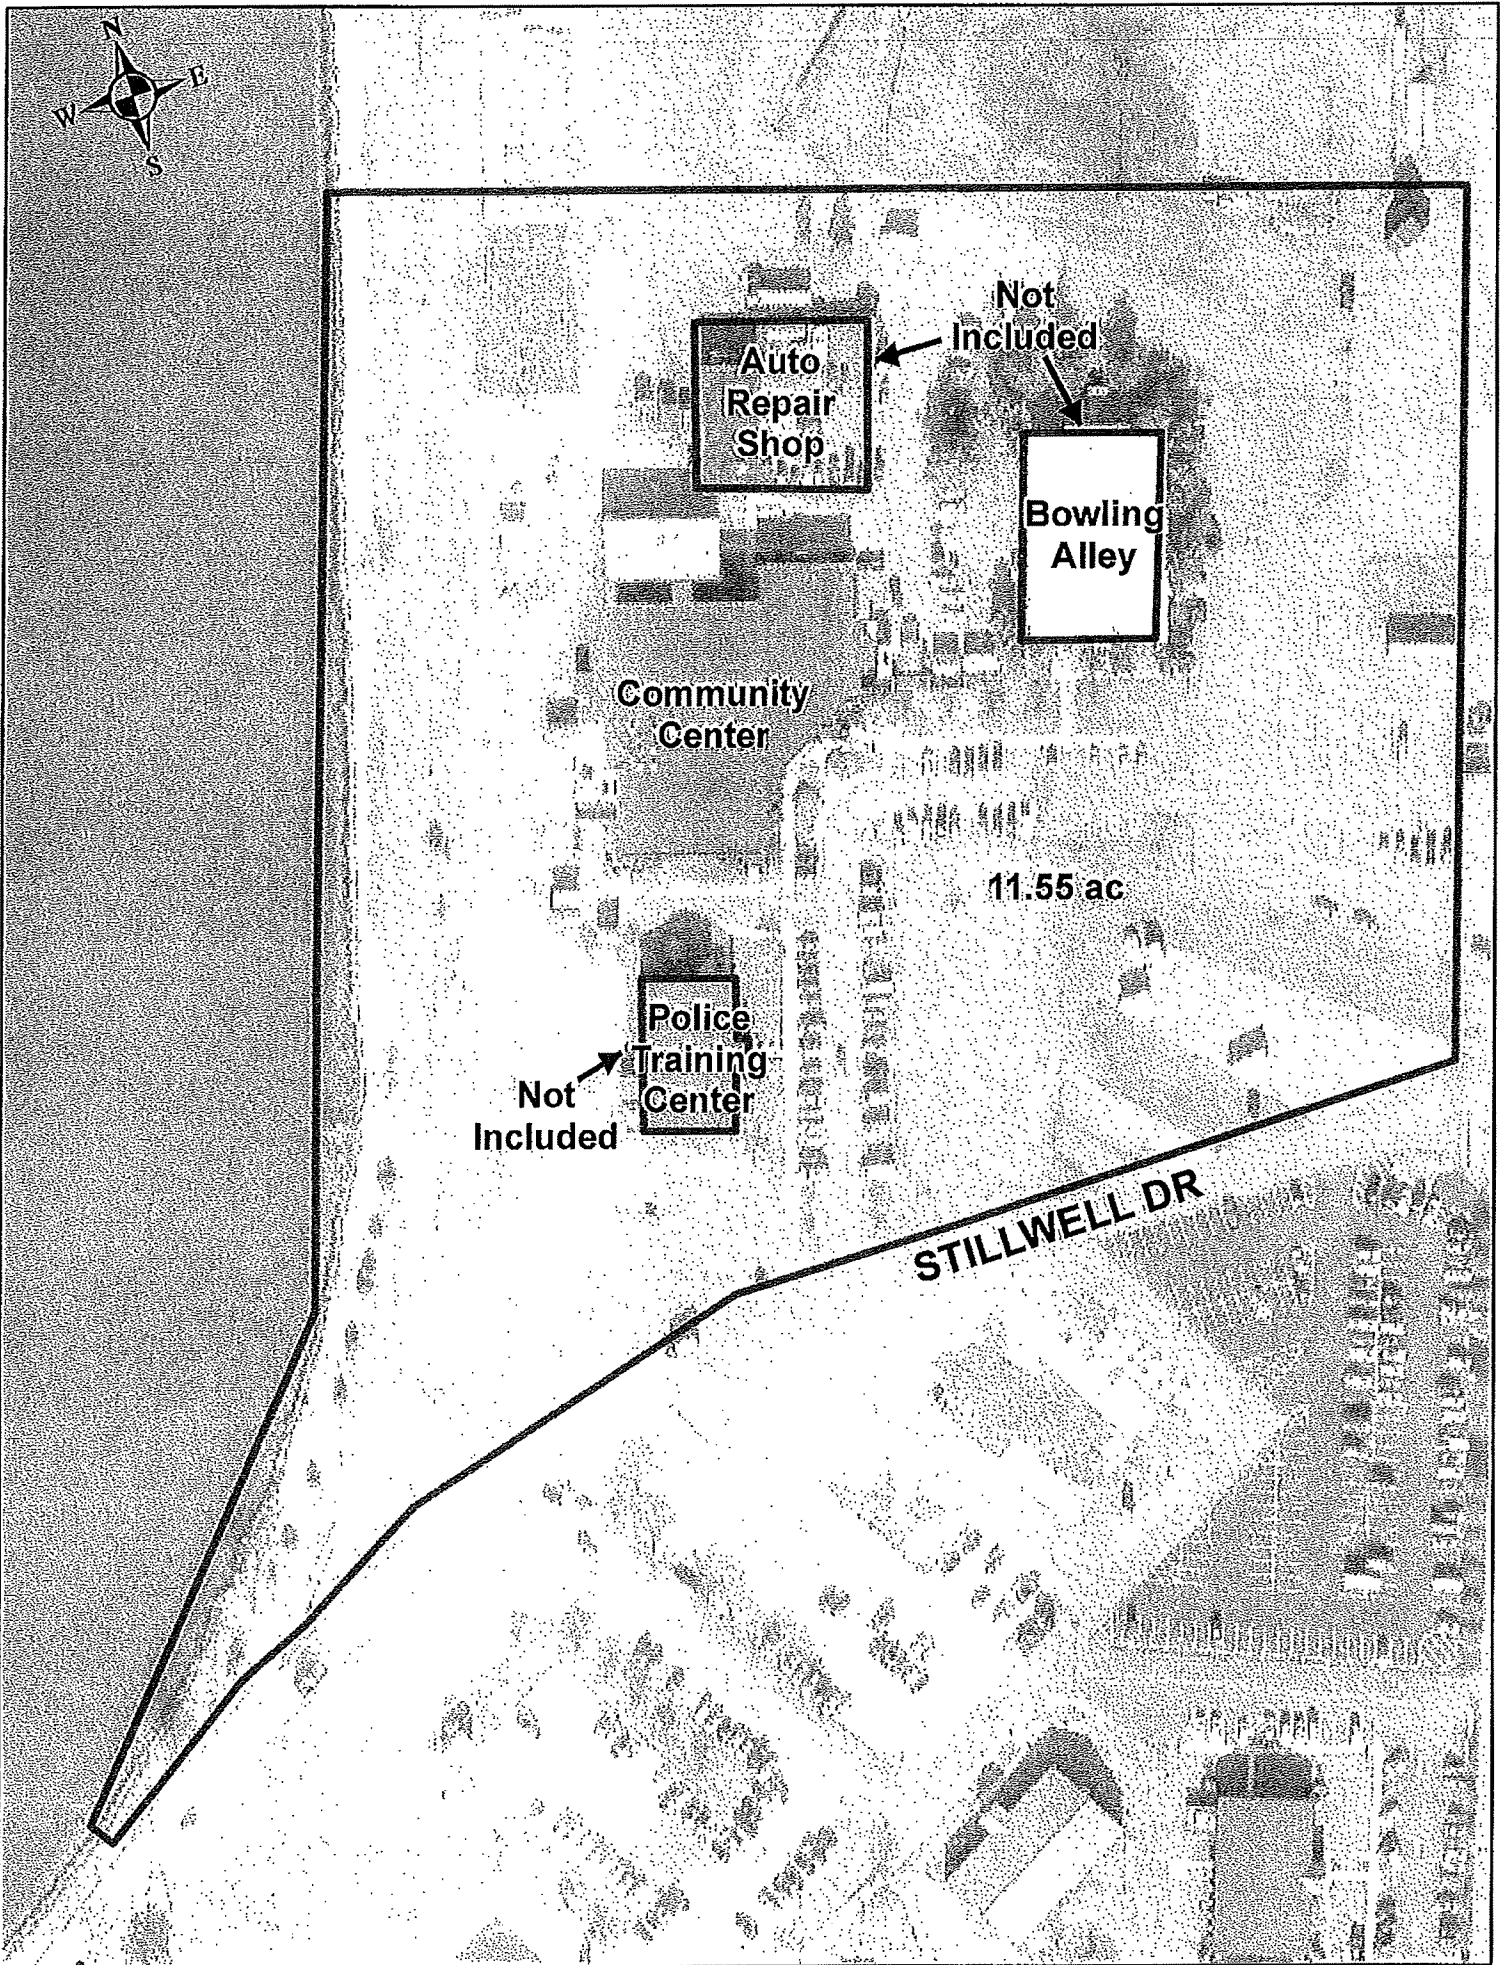 N
E
W
S
Not
Included
Auto
Repair
Shop
Bowling
Alley
Community
Center
11.55 ac
Police
Training
Center
Not
Included
STILLWELL DR